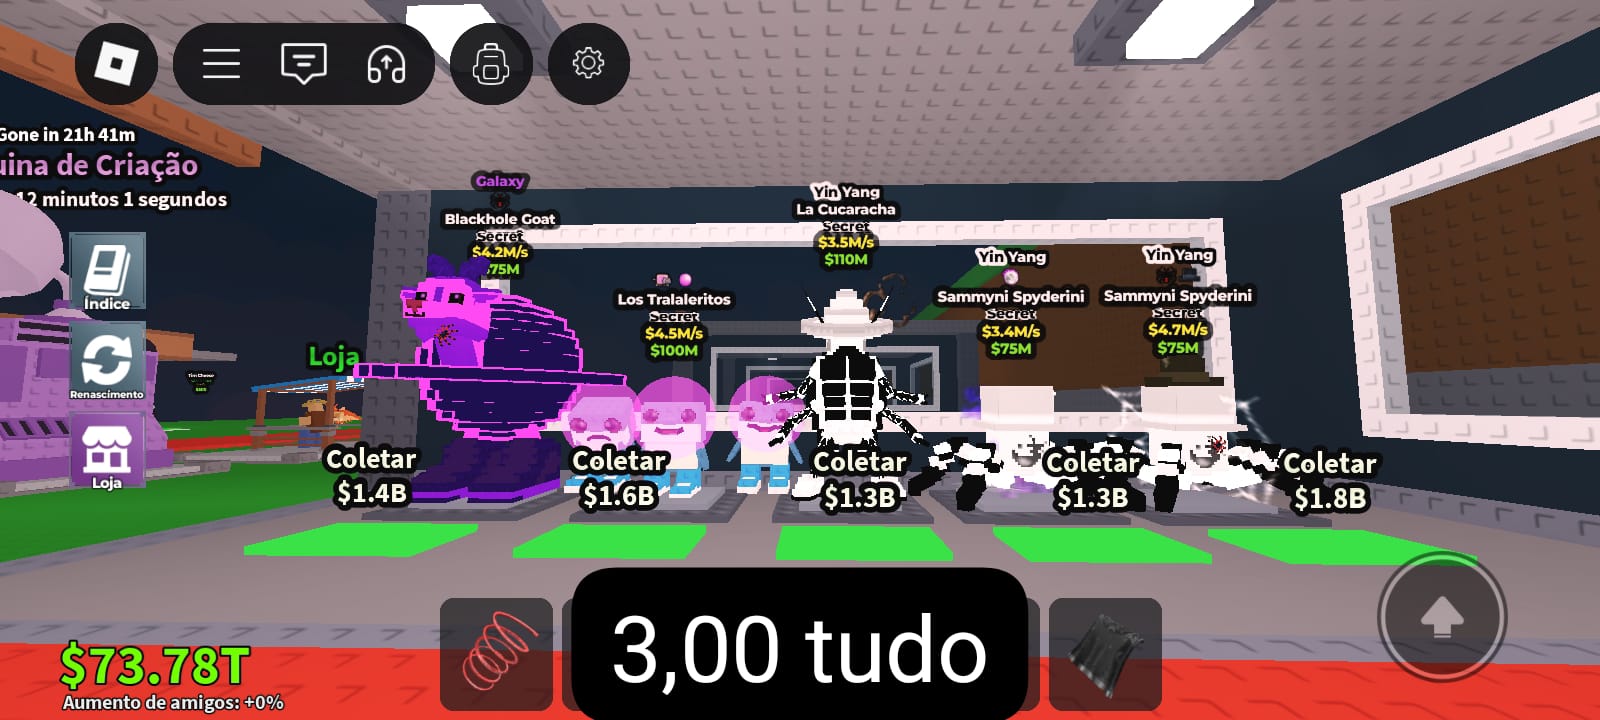 Gone in 21h 41m
uina de Criação
12 minutos 1 segundos
Índice
Renascimento
Loja
Loja
Tim Cheese
Galaxy
Blackhole Goat
Secret
$4.2M/s
$75M
Los Tralaleritos
Secret
$4.5M/s
$100M
Yin Yang
La Cucaracha
Secret
$3.5M/s
$110M
Yin Yang
Sammyni Spyderini
Secret
$3.4M/s
$75M
Yin Yang
Sammyni Spyderini
Secret
$4.7M/s
$75M
Coletar
$1.4B
Coletar
$1.6B
Coletar
$1.3B
Coletar
$1.3B
Coletar
$1.8B
3,00 tudo
$73.78T
Aumento de amigos: +0%